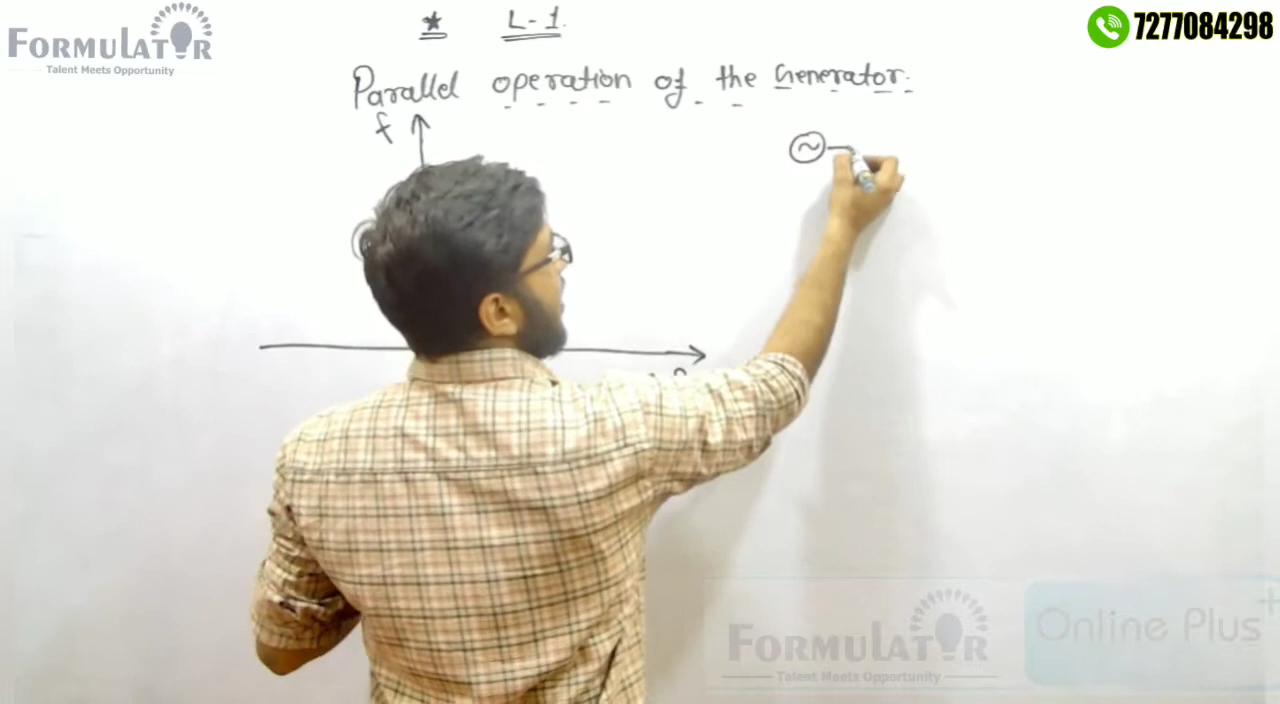 FORMULATOR
Talent Meets Opportunity
* L-1.
7277084298
Parallel operation of the Generator.
f
FORMULATOR
Talent Meets Opportunity
Online Plus+